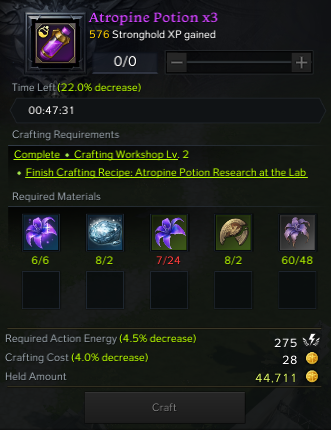 Atropine Potion x3
576 Stronghold XP gained
0/0
Time Left (22.0% decrease)
00:47:31
Crafting Requirements
Complete • Crafting Workshop Lv. 2
• Finish Crafting Recipe: Atropine Potion Research at the Lab
Required Materials
6/6 8/2 7/24 8/2 60/48
Required Action Energy (4.5% decrease) 275
Crafting Cost (4.0% decrease) 28
Held Amount 44,711
Craft